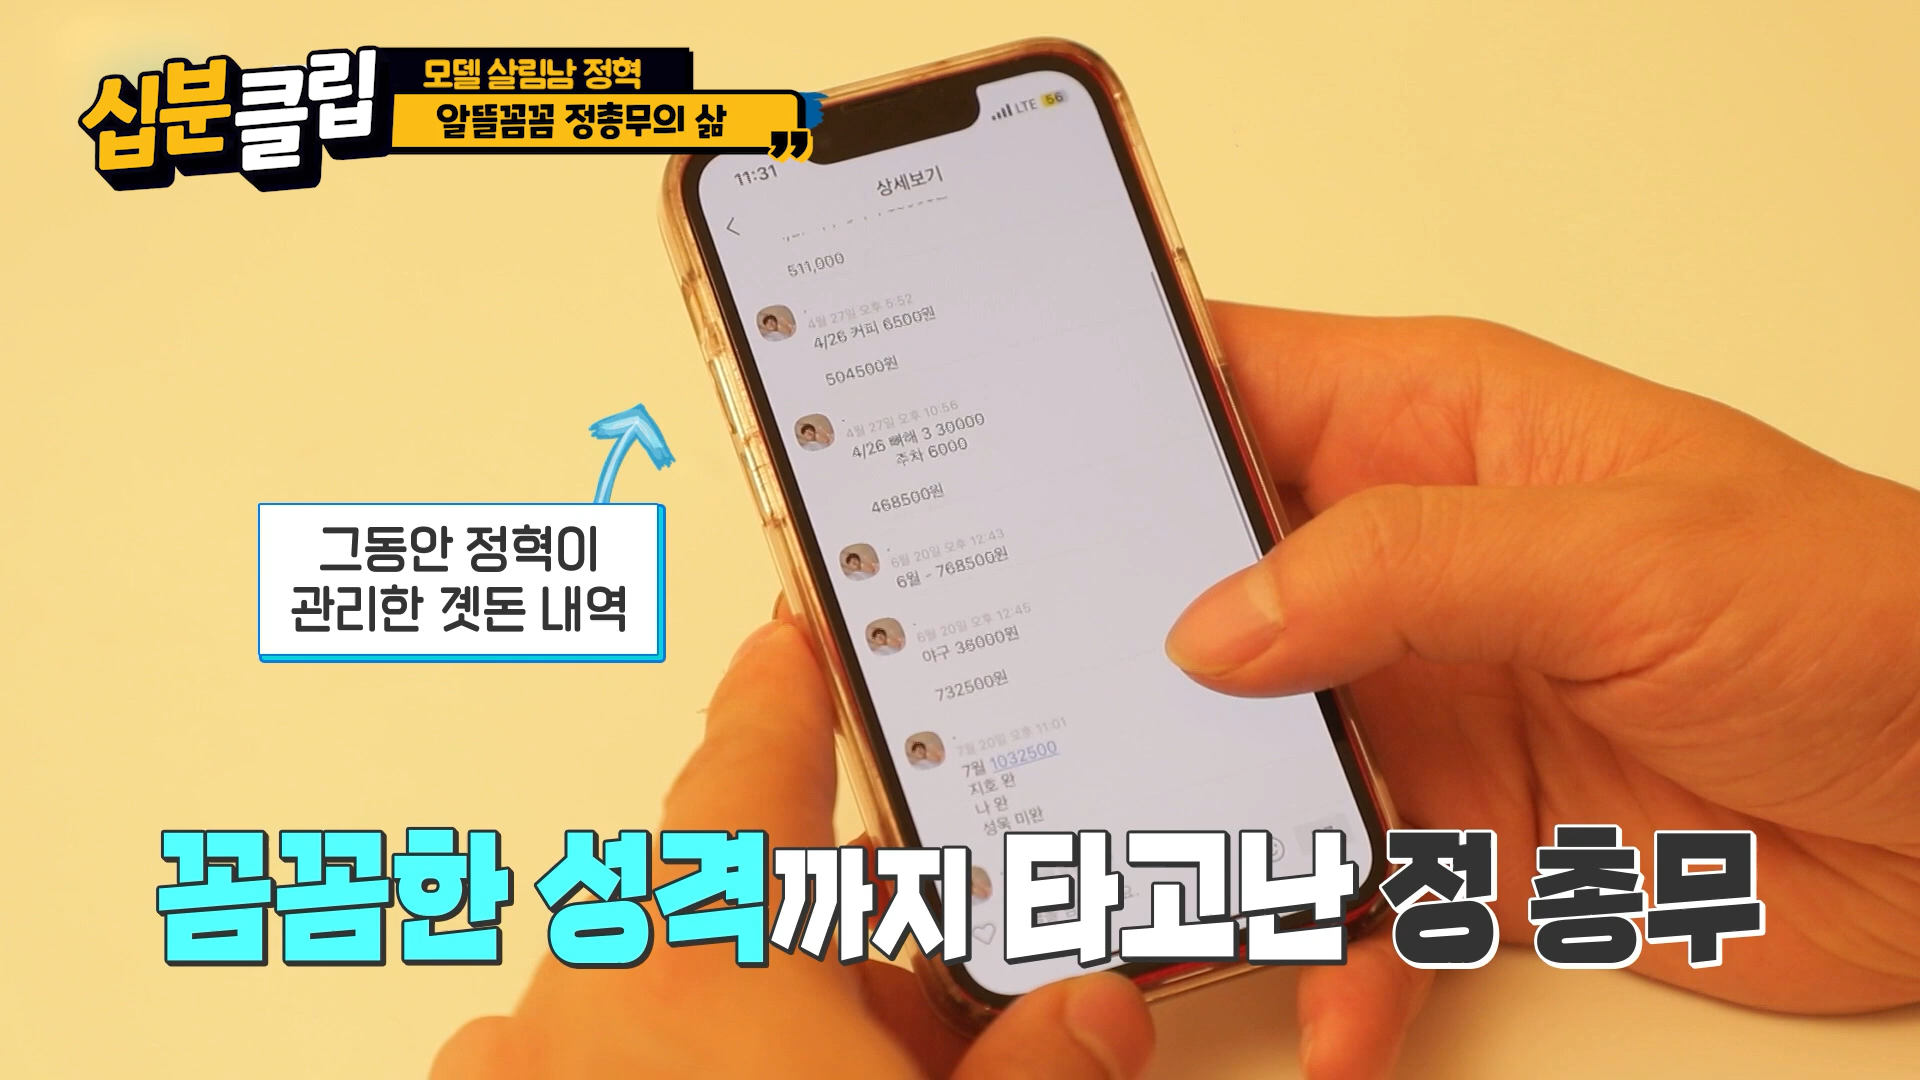 십분클립
모델 살림남 정혁
알뜰꼼꼼 정총무의 삶
LTE 56
11:31
상세보기
511,000
4월 27일 오후 5:52
4/26 커피 6500원
504500원
4월 27일 오후 10:56
4/26 뼈해 3 30000
주차 6000
468500원
6월 20일 오후 12:43
6월 - 768500원
6월 20일 오후 12:45
야구 36000원
732500원
7월 20일 오후 11:01
7월 1032500
지호 완
나 완
성욱 미완
그동안 정혁이
관리한 곗돈 내역
꼼꼼한 성격까지 타고난 정 총무